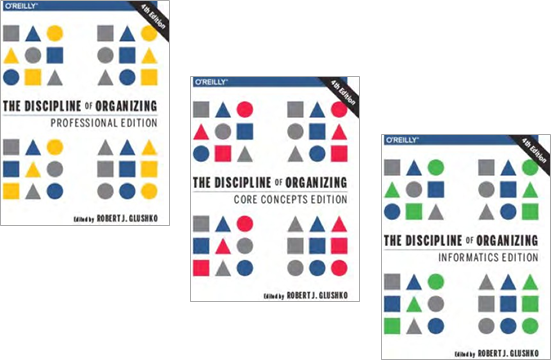 O'REILLY®
4th Edition
THE DISCIPLINE OF ORGANIZING
PROFESSIONAL EDITION
Edited by ROBERT J. GLUSHKO
O'REILLY®
4th Edition
THE DISCIPLINE OF ORGANIZING
CORE CONCEPTS EDITION
Edited by ROBERT J. GLUSHKO
O'REILLY®
4th Edition
THE DISCIPLINE OF ORGANIZING
INFORMATICS EDITION
Edited by ROBERT J. GLUSHKO